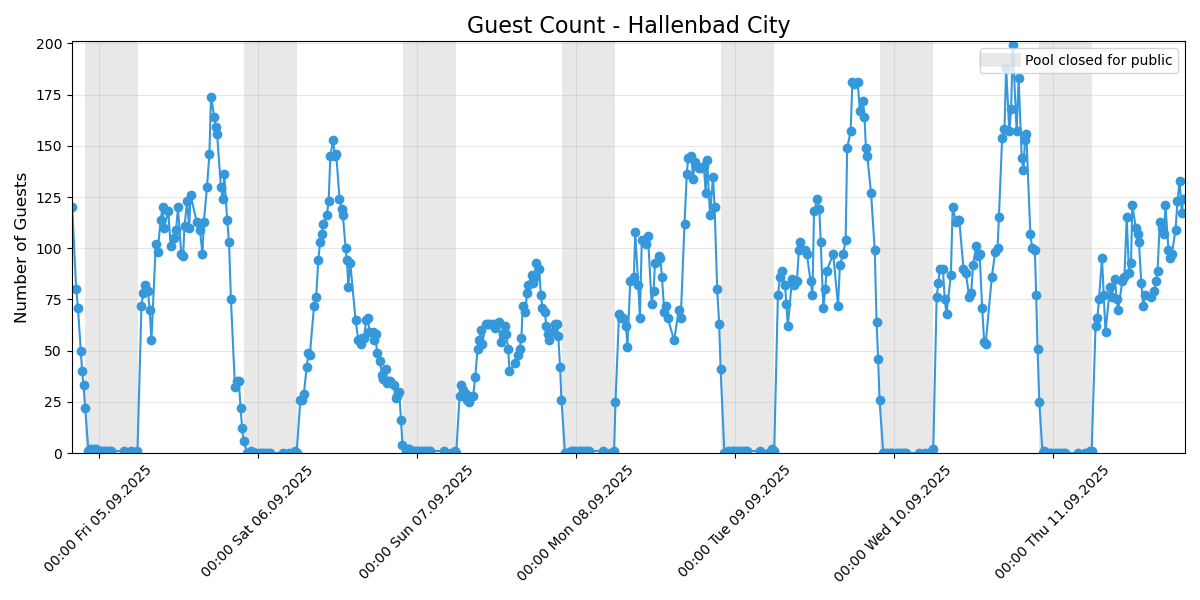 Guest Count - Hallenbad City
Pool closed for public
Number of Guests
200
175
150
125
100
75
50
25
0
00:00 Fri 05.09.2025
00:00 Sat 06.09.2025
00:00 Sun 07.09.2025
00:00 Mon 08.09.2025
00:00 Tue 09.09.2025
00:00 Wed 10.09.2025
00:00 Thu 11.09.2025